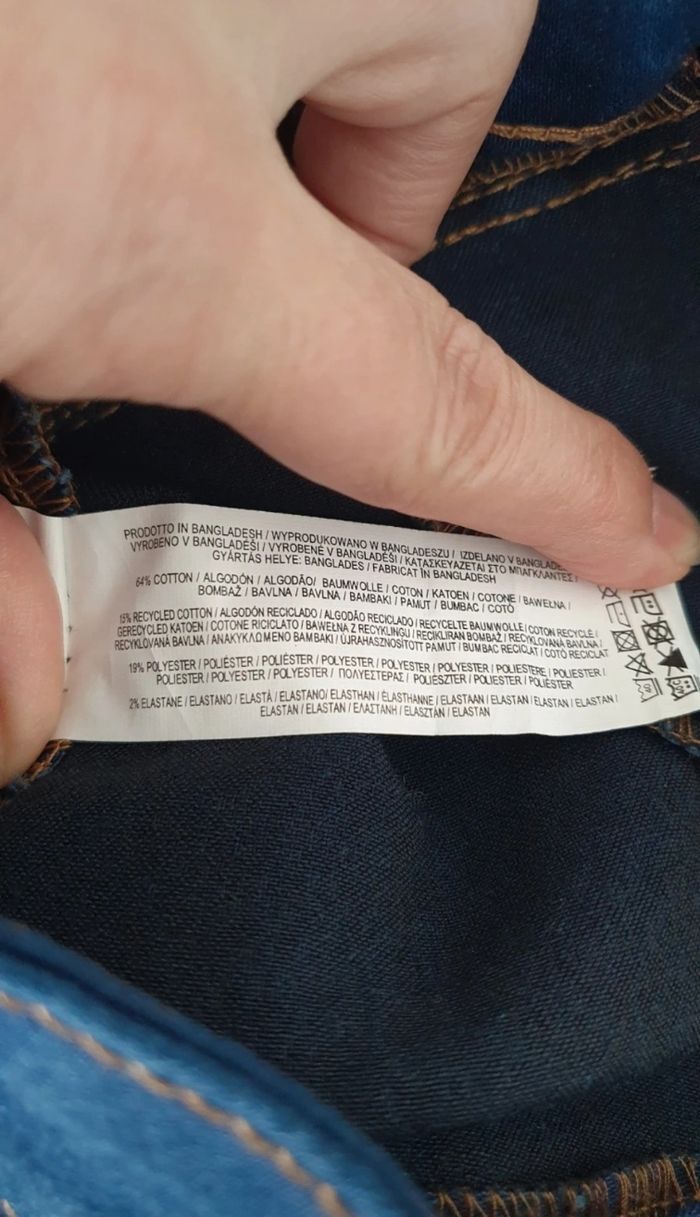 PRODOTTO IN BANGLADESH / WYPRODUKOWANO W BANGLADESZU / IZDELANO V
VYROBENO V BANGLADÉŠI / VYROBENÉ V BANGLADÉŠI / ΚΑΤΑΣΚΕΥΑΖΕΤΑΙ ΣΤΟ ΜΠΑΓΚΛΑΝΤΕΣ /
GYÁRTÁS HELYE: BANGLADES / FABRICAT ÎN BANGLADESH
64% COTTON / ALGODÓN / ALGODÃO/ BAUMWOLLE / COTON / KATOEN / COTONE / BAWEŁNA /
BOMBAŽ / BAVLNA / BAVLNA / BAMBAKI / PAMUT / BUMBAC / COTÓ
15% RECYCLED COTTON / ALGODÓN RECICLADO / ALGODÃO RECICLADO / RECYCELTE BAUMWOLLE / COTON RECYCLÉ /
GERECYCLED KATOEN / COTONE RICICLATO / BAWEŁNA Z RECYKLINGU / RECIKLIRAN BOMBAŽ / RECYKLOVANÁ BAVLNA /
RECYKLOVANÁ BAVLNA / ΑΝΑΚΥΚΛΩΜΕΝΟ ΒΑΜΒΑΚΙ / ÚJRAHASZNOSÍTOTT PAMUT / BUMBAC RECICLAT / COTÓ RECICLAT
19% POLYESTER / POLIÉSTER / POLIÉSTER / POLYESTER / POLYESTER / POLYESTER / POLIESTERE / POLIESTER /
POLIESTER / POLYESTER / POLYESTER / ΠΟΛΥΕΣΤΕΡΑΣ / POLIÉSZTER / POLIESTER / POLIÈSTER
2% ELASTANE / ELASTANO / ELASTÀ / ELASTANO/ ELASTHAN / ÉLASTHANNE / ELASTAAN / ELASTAN / ELASTAN / ELASTAN /
ELASTAN / ELASTAN / ΕΛΑΣΤΑΝΗ / ELASZTÁN / ELASTAN